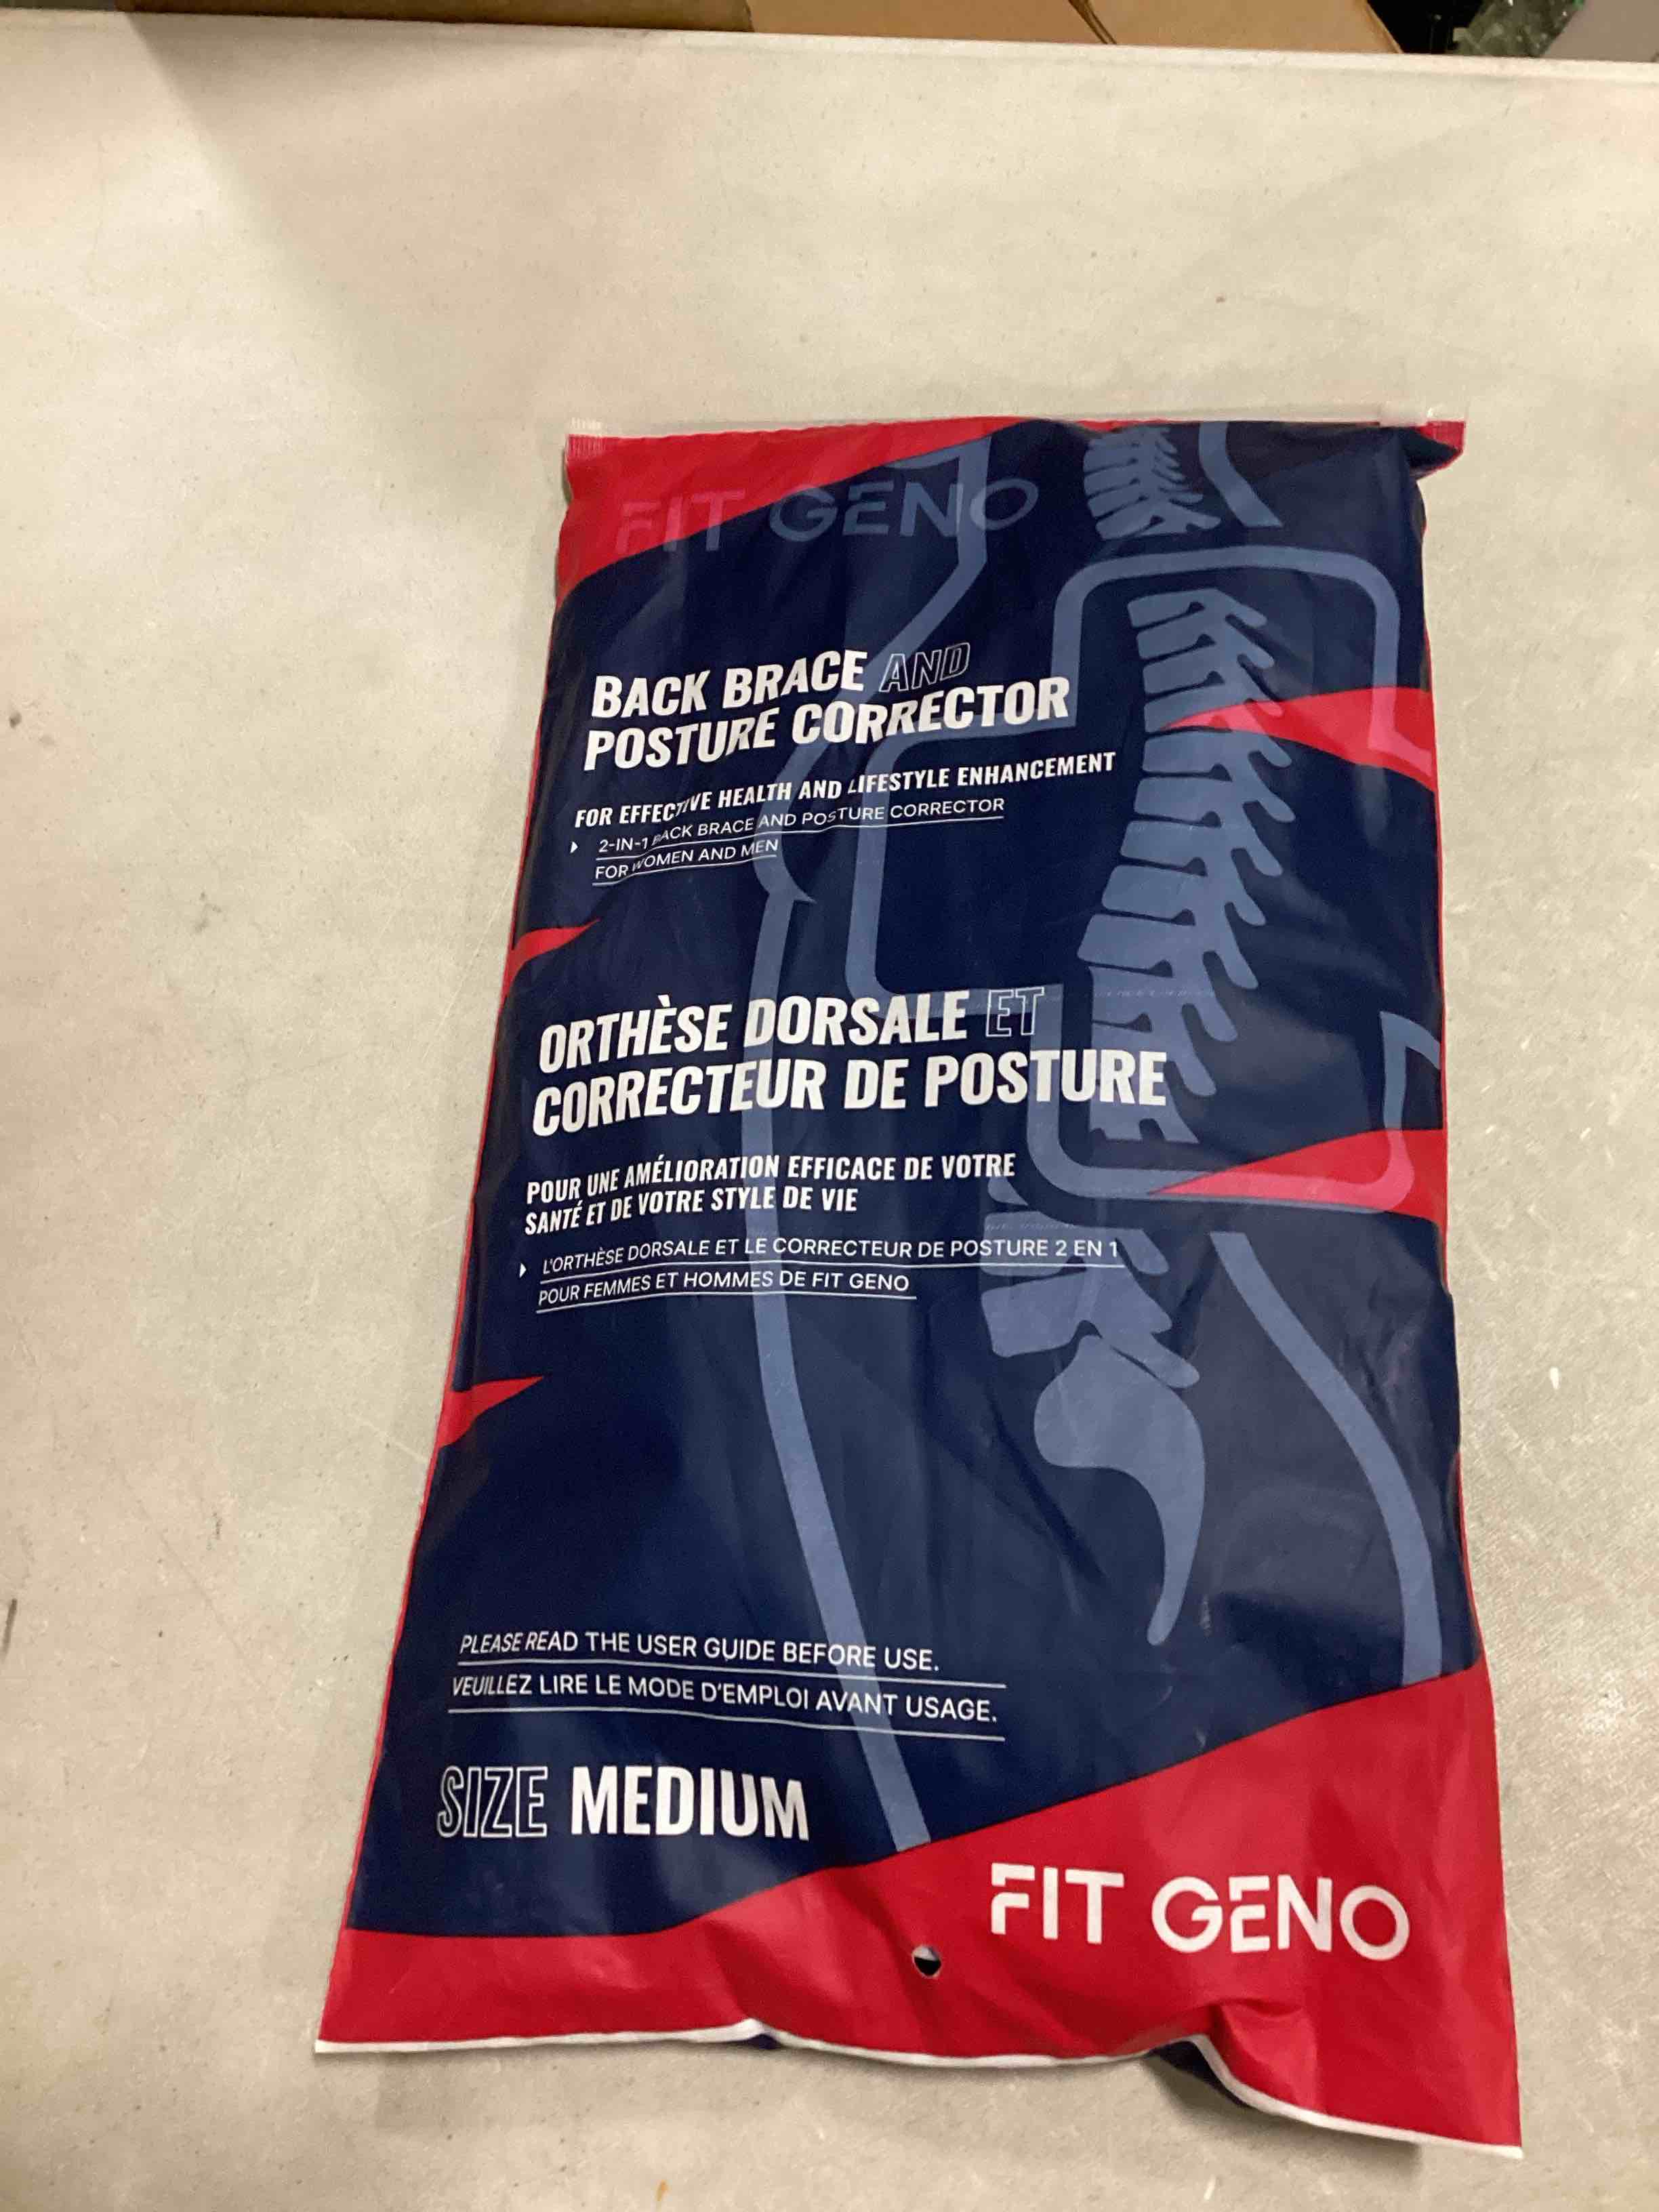 FIT GENO
BACK BRACE AND
POSTURE CORRECTOR
FOR EFFECTIVE HEALTH AND LIFESTYLE ENHANCEMENT
2-IN-1 BACK BRACE AND POSTURE CORRECTOR
FOR WOMEN AND MEN
ORTHÈSE DORSALE ET
CORRECTEUR DE POSTURE
POUR UNE AMÉLIORATION EFFICACE DE VOTRE
SANTÉ ET DE VOTRE STYLE DE VIE
L'ORTHÈSE DORSALE ET LE CORRECTEUR DE POSTURE 2 EN 1
POUR FEMMES ET HOMMES DE FIT GENO
PLEASE READ THE USER GUIDE BEFORE USE.
VEUILLEZ LIRE LE MODE D'EMPLOI AVANT USAGE.
SIZE MEDIUM
FIT GENO